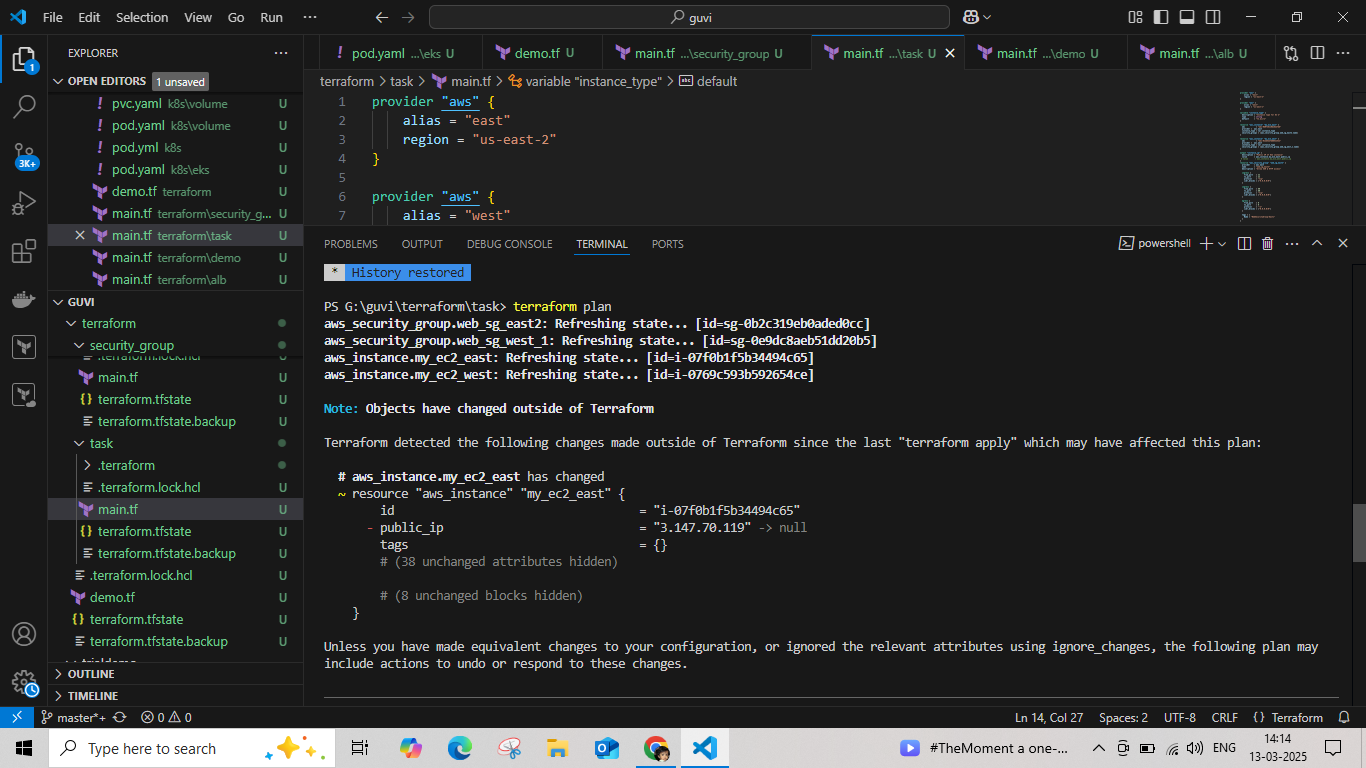 File Edit Selection View Go Run ··· guvi
EXPLORER
OPEN EDITORS 1 unsaved
pvc.yaml k8s\volume U
pod.yaml k8s\volume U
pod.yml k8s U
pod.yaml k8s\eks U
demo.tf terraform U
main.tf terraform\security_g... U
main.tf terraform\task U
main.tf terraform\demo U
main.tf terraform\alb U
GUVI
terraform
security_group
.terraform.lock.hcl U
main.tf U
terraform.tfstate U
terraform.tfstate.backup U
task
.terraform
.terraform.lock.hcl U
main.tf U
terraform.tfstate U
terraform.tfstate.backup U
.terraform.lock.hcl U
demo.tf U
terraform.tfstate U
terraform.tfstate.backup U
OUTLINE
TIMELINE
1
3K+
pod.yaml ...\eks U demo.tf U main.tf ...\security_group U main.tf ...\task U main.tf ...\demo U main.tf ...\alb U
terraform > task > main.tf > variable "instance_type" > default
1 provider "aws" {
2 alias = "east"
3 region = "us-east-2"
4 }
5
6 provider "aws" {
7 alias = "west"
PROBLEMS OUTPUT DEBUG CONSOLE TERMINAL PORTS powershell
* History restored
PS G:\guvi\terraform\task> terraform plan
aws_security_group.web_sg_east2: Refreshing state... [id=sg-0b2c319eb0aded0cc]
aws_security_group.web_sg_west_1: Refreshing state... [id=sg-0e9dc8aeb51dd20b5]
aws_instance.my_ec2_east: Refreshing state... [id=i-07f0b1f5b34494c65]
aws_instance.my_ec2_west: Refreshing state... [id=i-0769c593b592654ce]
Note: Objects have changed outside of Terraform
Terraform detected the following changes made outside of Terraform since the last "terraform apply" which may have affected this plan:
# aws_instance.my_ec2_east has changed
~ resource "aws_instance" "my_ec2_east" {
id = "i-07f0b1f5b34494c65"
- public_ip = "3.147.70.119" -> null
tags = {}
# (38 unchanged attributes hidden)
# (8 unchanged blocks hidden)
}
Unless you have made equivalent changes to your configuration, or ignored the relevant attributes using ignore_changes, the following plan may
include actions to undo or respond to these changes.
master*+ 0 0 Ln 14, Col 27 Spaces: 2 UTF-8 CRLF {} Terraform
Type here to search #TheMoment a one-... ENG 14:14
13-03-2025